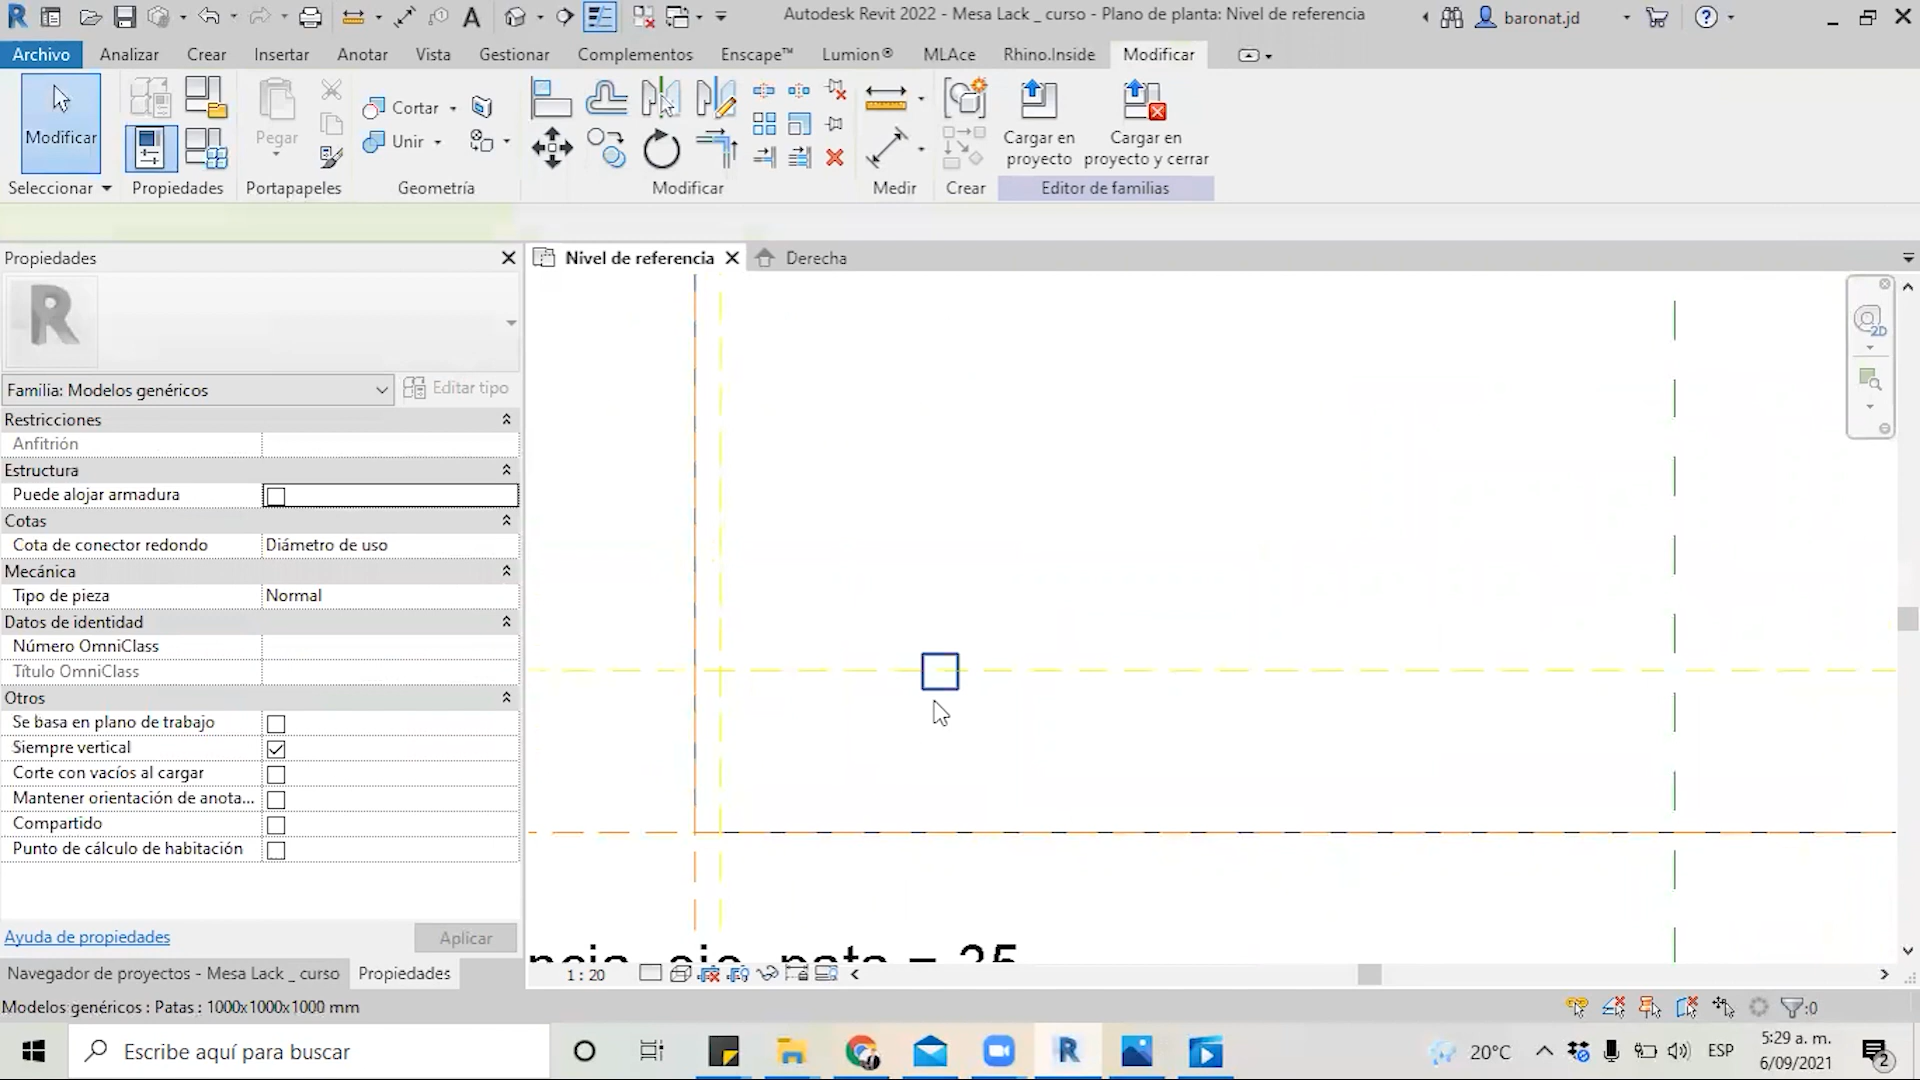 Autodesk Revit 2022 - Mesa Lack _ curso - Plano de planta: Nivel de referencia
baronat.jd
Archivo Analizar Crear Insertar Anotar Vista Gestionar Complementos Enscape™ Lumion® MLAce Rhino.Inside Modificar
Modificar
Pegar
Cortar
Unir
Cargar en proyecto
Cargar en proyecto y cerrar
Seleccionar Propiedades Portapapeles Geometría Modificar Medir Crear Editor de familias
Propiedades
Nivel de referencia
Derecha
R
2D
Familia: Modelos genéricos
Editar tipo
Restricciones
Anfitrión
Estructura
Puede alojar armadura
Cotas
Cota de conector redondo Diámetro de uso
Mecánica
Tipo de pieza Normal
Datos de identidad
Número OmniClass
Título OmniClass
Otros
Se basa en plano de trabajo
Siempre vertical
Corte con vacíos al cargar
Mantener orientación de anota...
Compartido
Punto de cálculo de habitación
Ayuda de propiedades
Aplicar
Navegador de proyectos - Mesa Lack _ curso Propiedades
1 : 20
Modelos genéricos : Patas : 1000x1000x1000 mm
:0
Escribe aquí para buscar
20°C
ESP
5:29 a. m.
6/09/2021
2